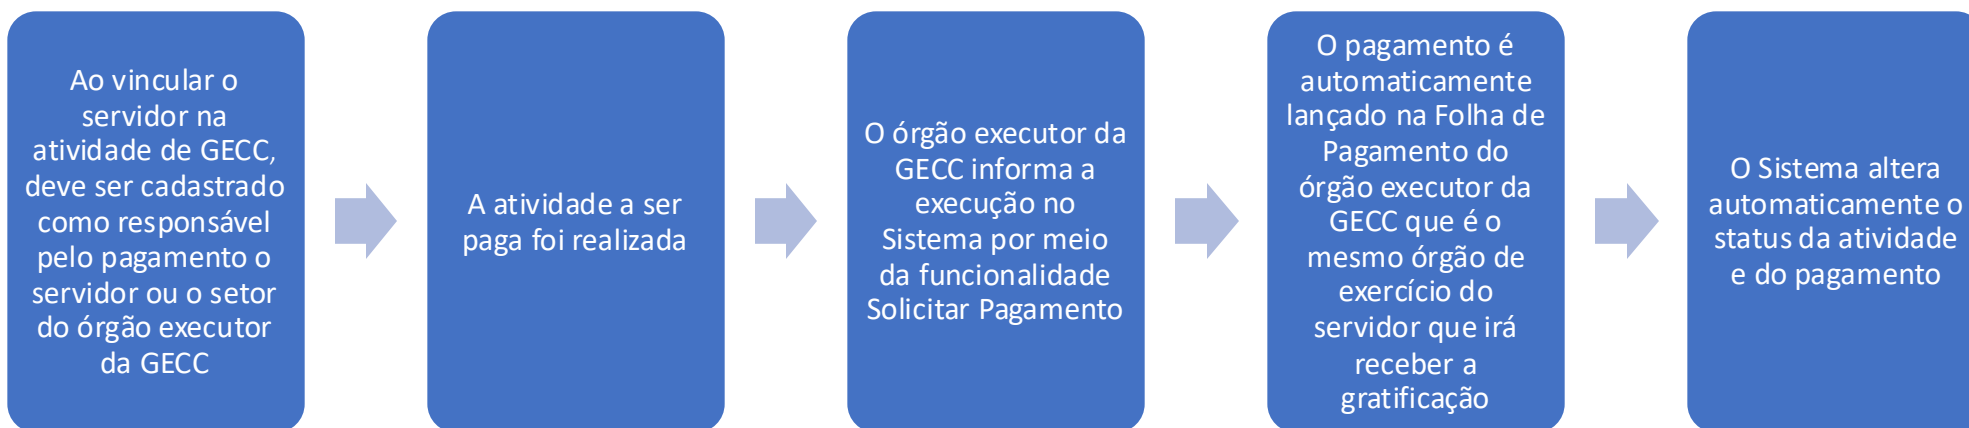 Ao vincular o
servidor na
atividade de GECC,
deve ser cadastrado
como responsável
pelo pagamento o
servidor ou o setor
do órgão executor
da GECC
A atividade a ser
paga foi realizada
O órgão executor da
GECC informa a
execução no
Sistema por meio
da funcionalidade
Solicitar Pagamento
O pagamento é
automaticamente
lançado na Folha de
Pagamento do
órgão executor da
GECC que é o
mesmo órgão de
exercício do
servidor que irá
receber a
gratificação
O Sistema altera
automaticamente o
status da atividade
e do pagamento